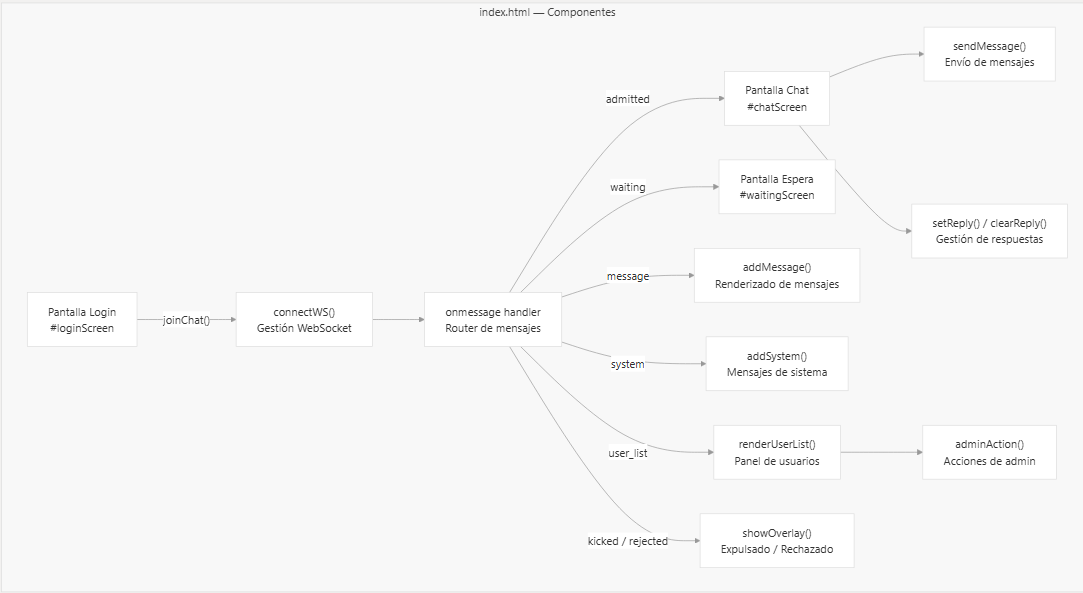 index.html — Componentes
Pantalla Login
#loginScreen
joinChat()
connectWS()
Gestión WebSocket
onmessage handler
Router de mensajes
admitted
Pantalla Chat
#chatScreen
sendMessage()
Envío de mensajes
setReply() / clearReply()
Gestión de respuestas
waiting
Pantalla Espera
#waitingScreen
message
addMessage()
Renderizado de mensajes
system
addSystem()
Mensajes de sistema
user_list
renderUserList()
Panel de usuarios
adminAction()
Acciones de admin
kicked / rejected
showOverlay()
Expulsado / Rechazado